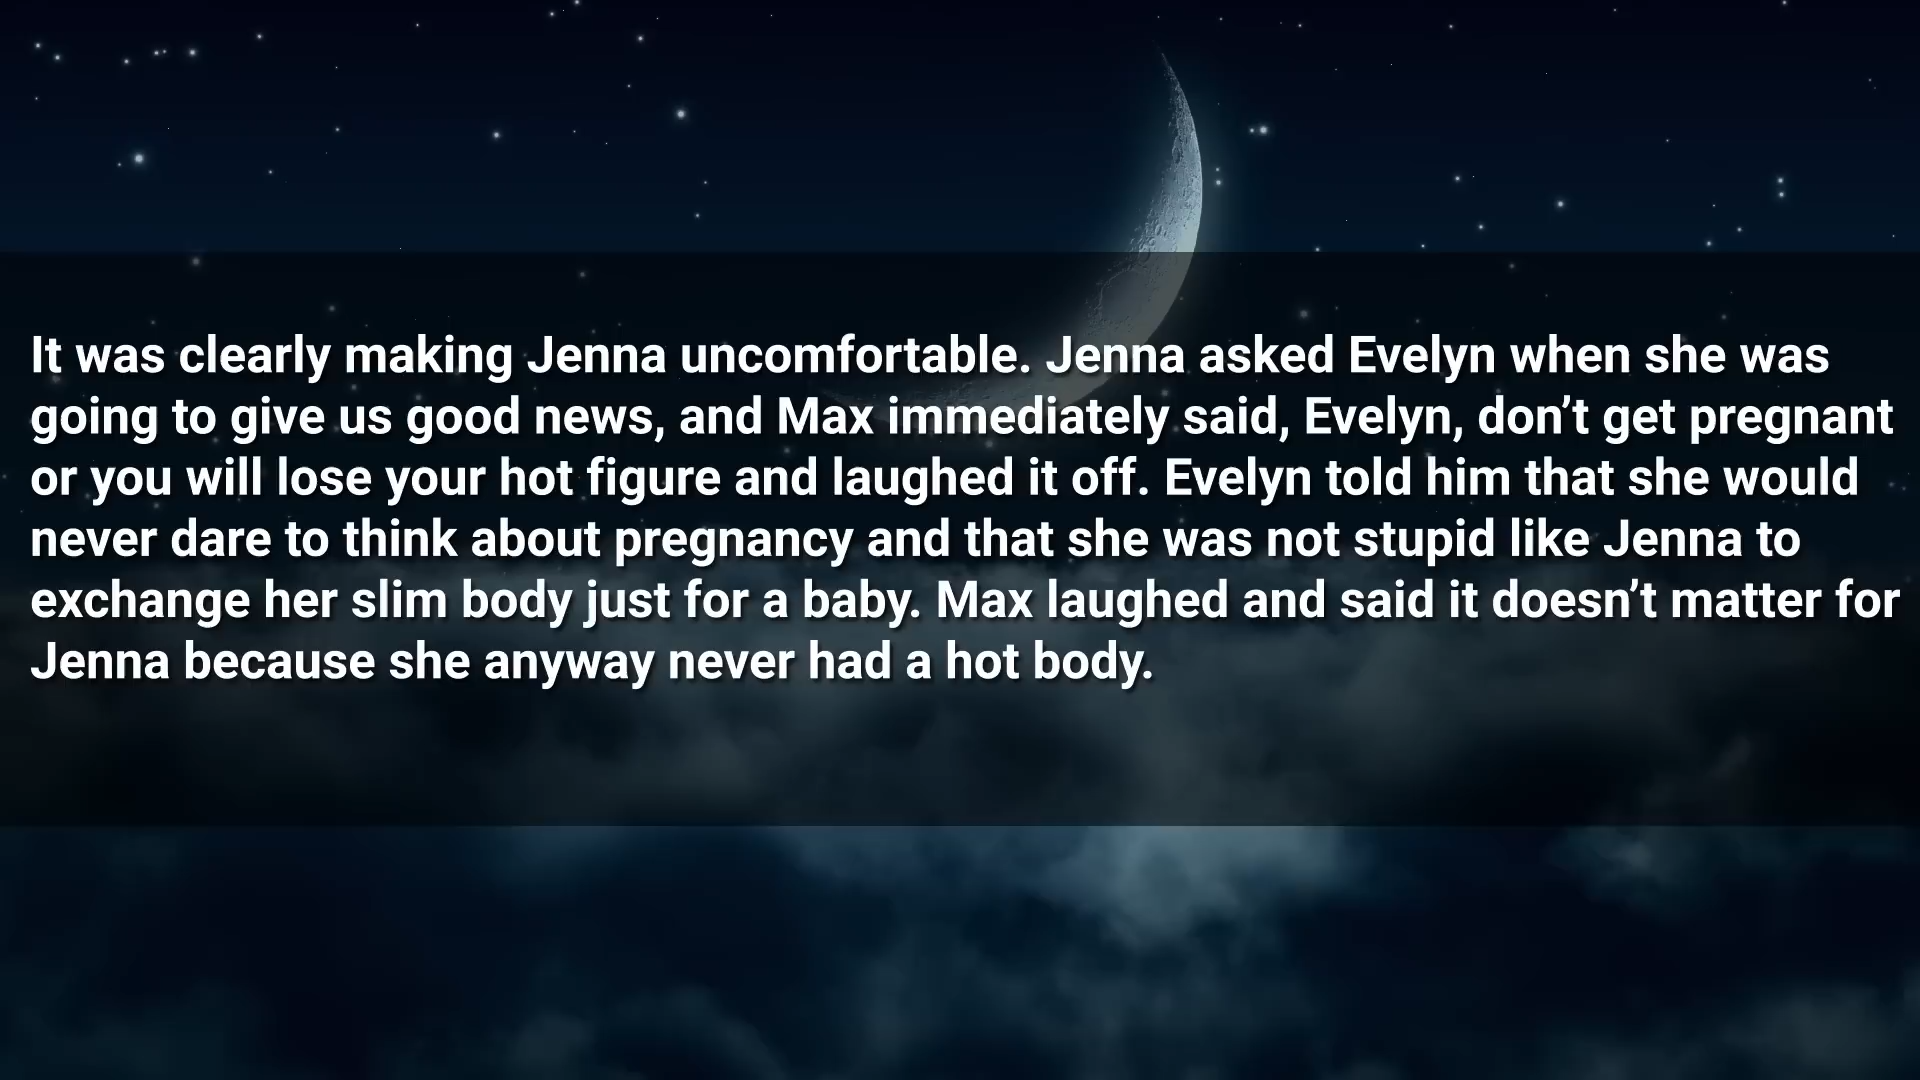 It was clearly making Jenna uncomfortable. Jenna asked Evelyn when she was
going to give us good news, and Max immediately said, Evelyn, don’t get pregnant
or you will lose your hot figure and laughed it off. Evelyn told him that she would
never dare to think about pregnancy and that she was not stupid like Jenna to
exchange her slim body just for a baby. Max laughed and said it doesn’t matter for
Jenna because she anyway never had a hot body.